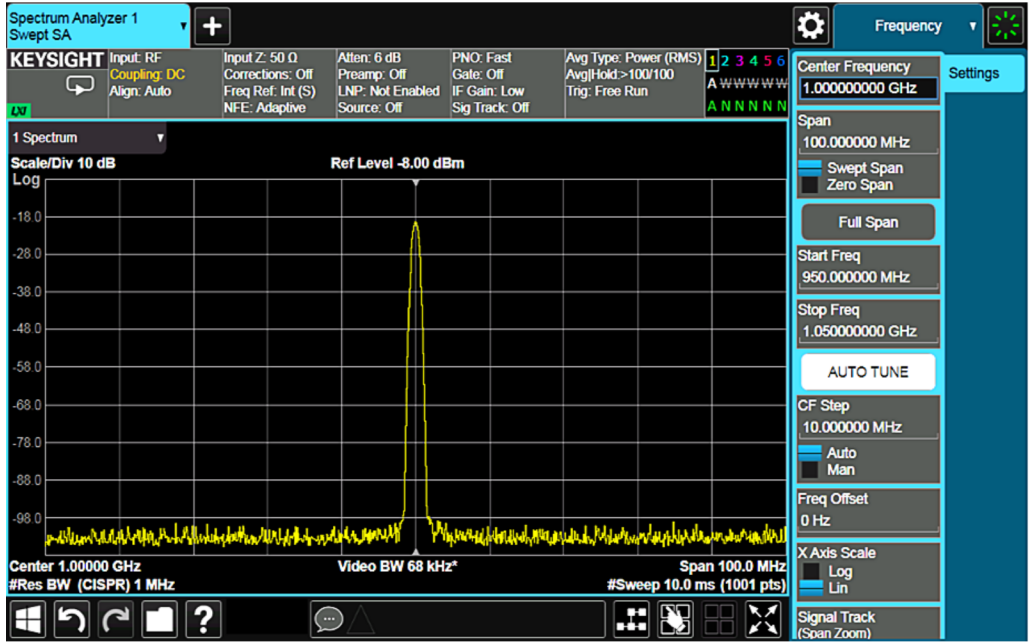 Spectrum Analyzer 1
Swept SA
+
Frequency
KEYSIGHT
LXI
Input: RF
Coupling: DC
Align: Auto
Input Z: 50 Ω
Corrections: Off
Freq Ref: Int (S)
NFE: Adaptive
Atten: 6 dB
Preamp: Off
LNP: Not Enabled
Source: Off
PNO: Fast
Gate: Off
IF Gain: Low
Sig Track: Off
Avg Type: Power (RMS)
Avg|Hold:>100/100
Trig: Free Run
1 2 3 4 5 6
A W W W W W
A N N N N N
1 Spectrum
Scale/Div 10 dB
Ref Level -8.00 dBm
Log
-18.0
-28.0
-38.0
-48.0
-58.0
-68.0
-78.0
-88.0
-98.0
Center 1.00000 GHz
Video BW 68 kHz*
Span 100.0 MHz
#Res BW (CISPR) 1 MHz
#Sweep 10.0 ms (1001 pts)
?
Center Frequency
1.000000000 GHz
Span
100.000000 MHz
Swept Span
Zero Span
Full Span
Start Freq
950.000000 MHz
Stop Freq
1.050000000 GHz
AUTO TUNE
CF Step
10.000000 MHz
Auto
Man
Freq Offset
0 Hz
X Axis Scale
Log
Lin
Signal Track
(Span Zoom)
Settings